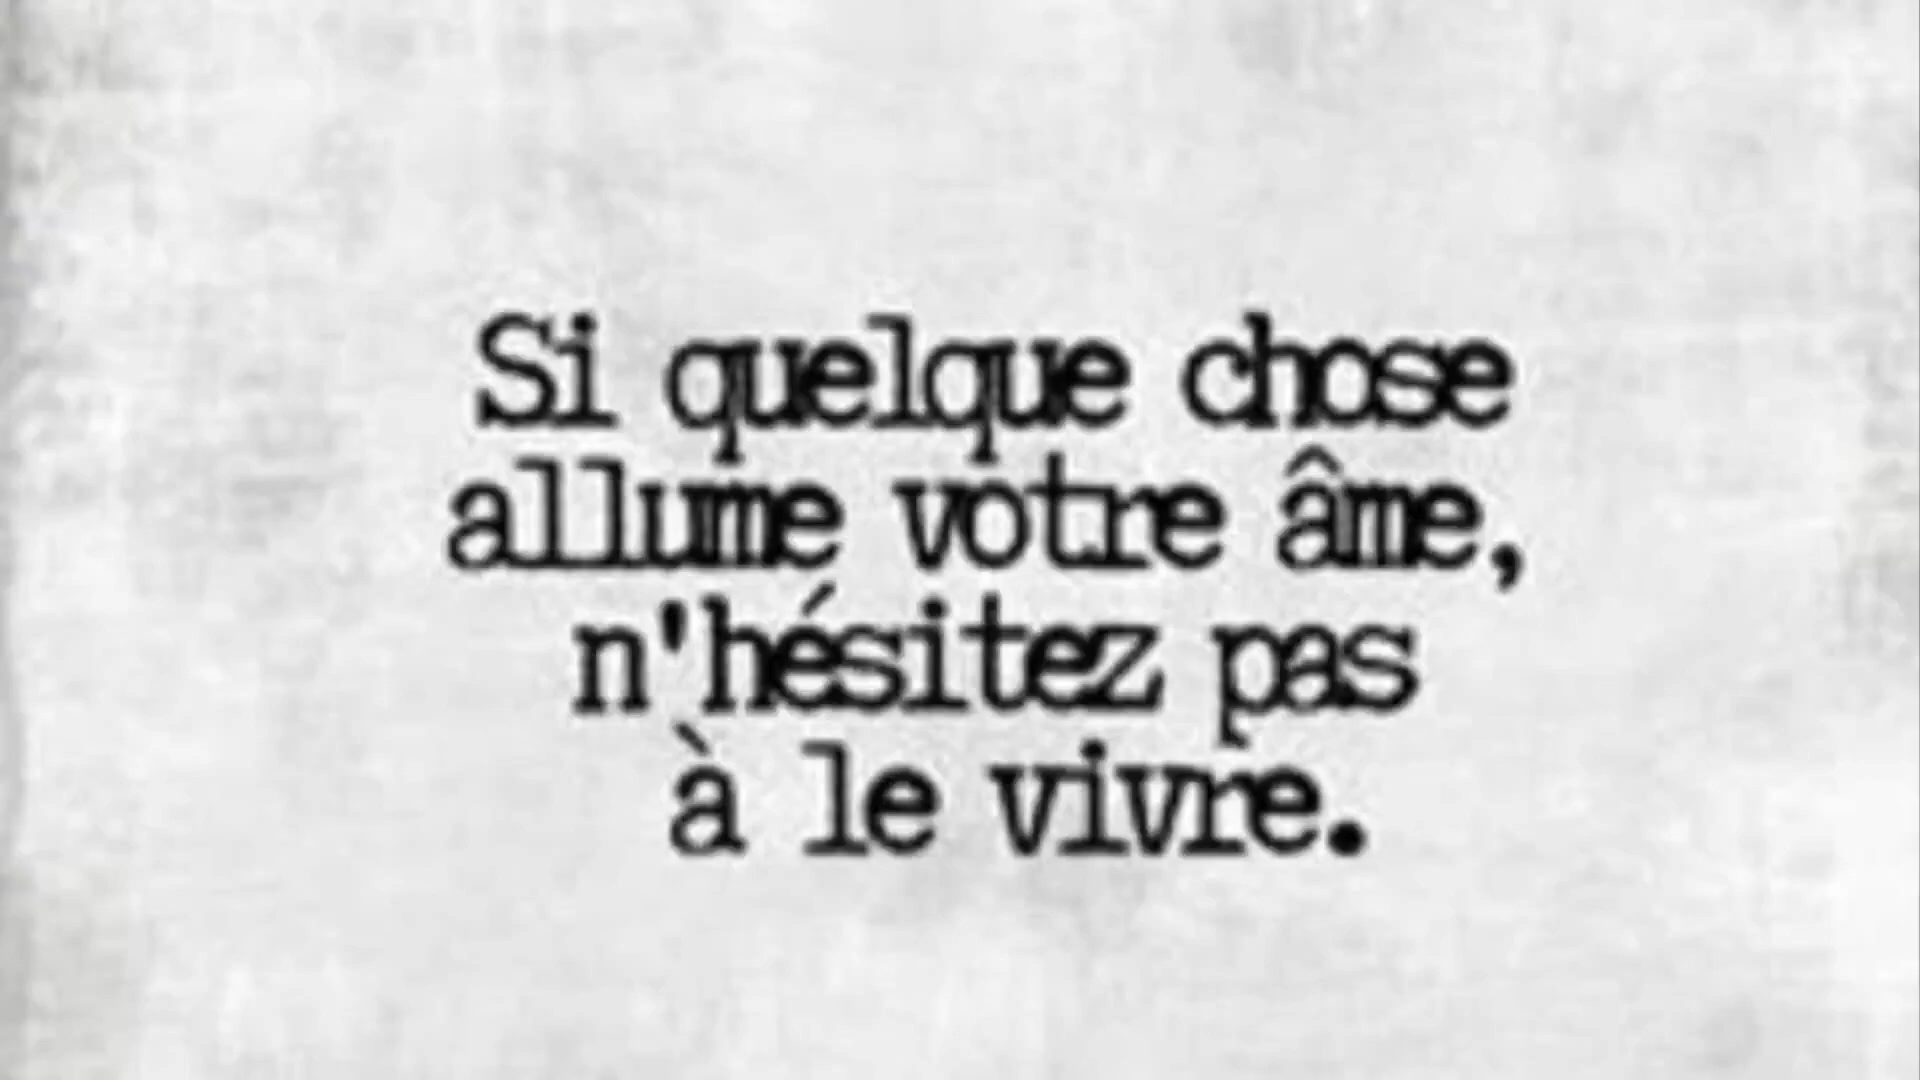 Si quelque chose
allume votre âme,
n'hésitez pas
à le vivre.